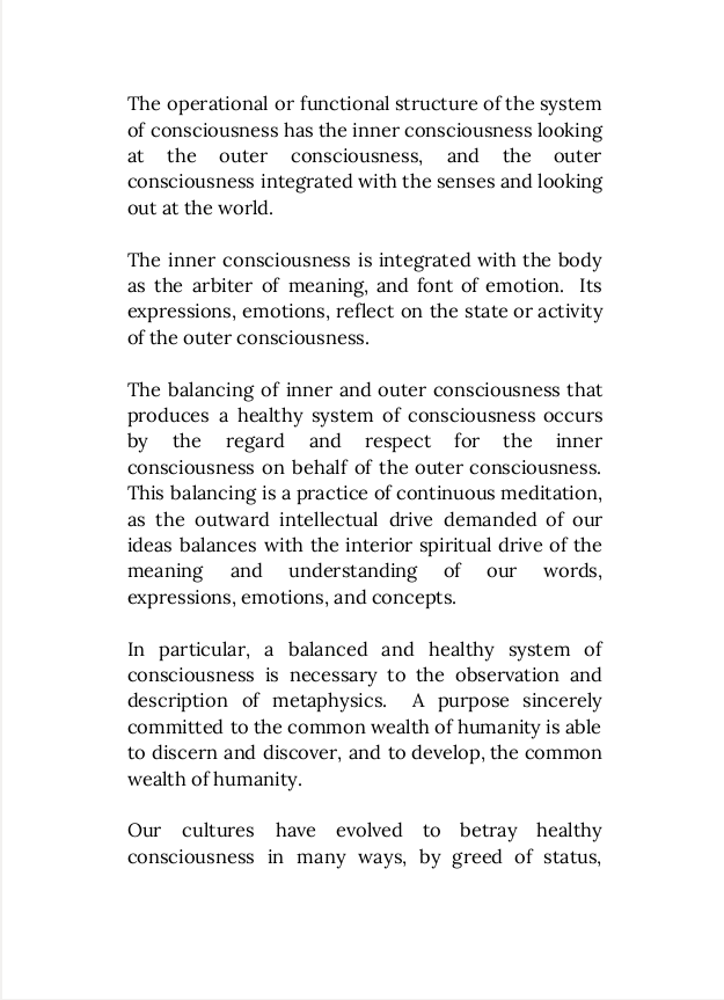 The operational or functional structure of the system
of consciousness has the inner consciousness looking
at the outer consciousness, and the outer
consciousness integrated with the senses and looking
out at the world.
The inner consciousness is integrated with the body
as the arbiter of meaning, and font of emotion.  Its
expressions, emotions, reflect on the state or activity
of the outer consciousness.
The balancing of inner and outer consciousness that
produces a healthy system of consciousness occurs
by the regard and respect for the inner
consciousness on behalf of the outer consciousness.
This balancing is a practice of continuous meditation,
as the outward intellectual drive demanded of our
ideas balances with the interior spiritual drive of the
meaning and understanding of our words,
expressions, emotions, and concepts.
In particular, a balanced and healthy system of
consciousness is necessary to the observation and
description of metaphysics.  A purpose sincerely
committed to the common wealth of humanity is able
to discern and discover, and to develop, the common
wealth of humanity.
Our cultures have evolved to betray healthy
consciousness in many ways, by greed of status,